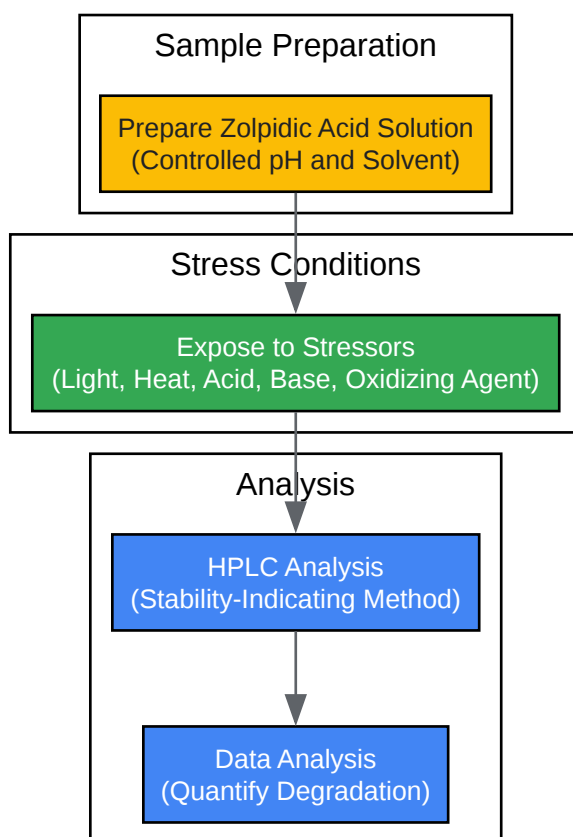 Sample Preparation
Prepare Zolpidic Acid Solution
(Controlled pH and Solvent)
Stress Conditions
Expose to Stressors
(Light, Heat, Acid, Base, Oxidizing Agent)
Analysis
HPLC Analysis
(Stability-Indicating Method)
Data Analysis
(Quantify Degradation)